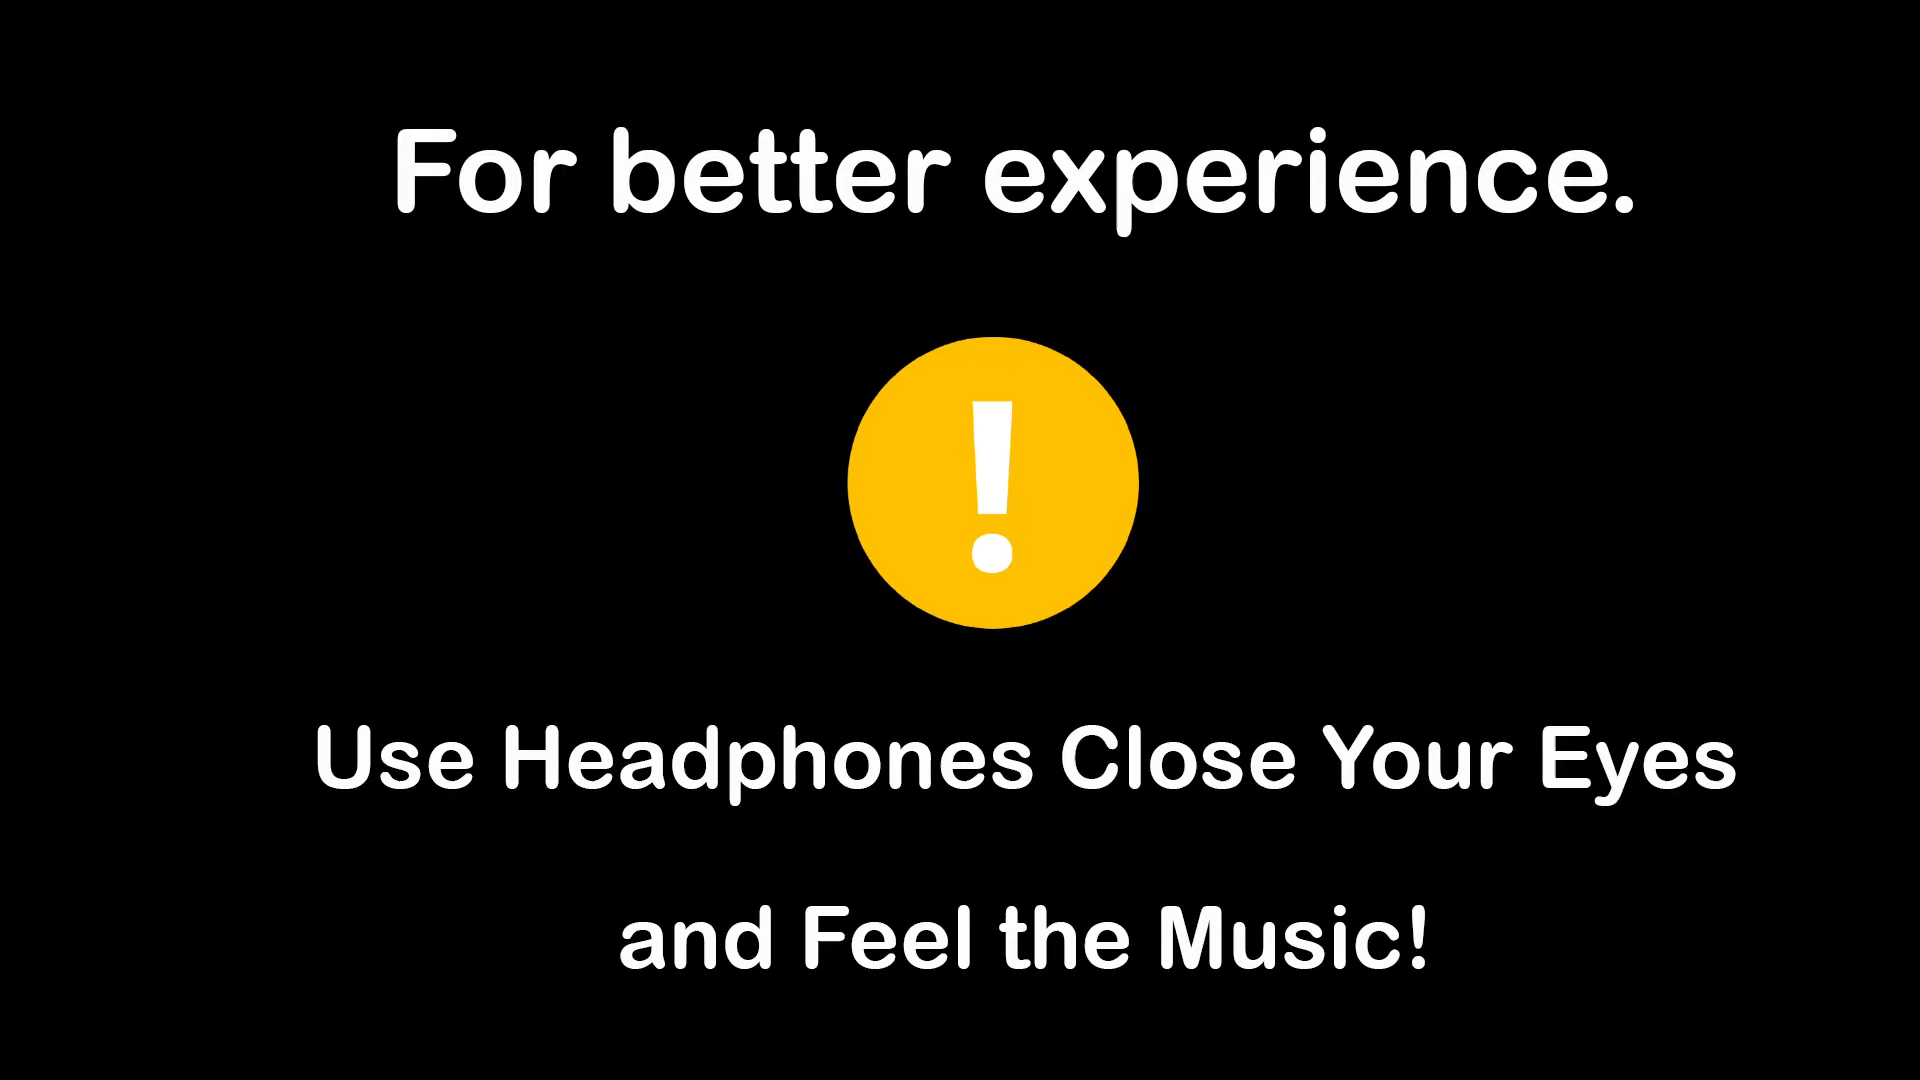 For better experience.
!
Use Headphones Close Your Eyes
and Feel the Music!